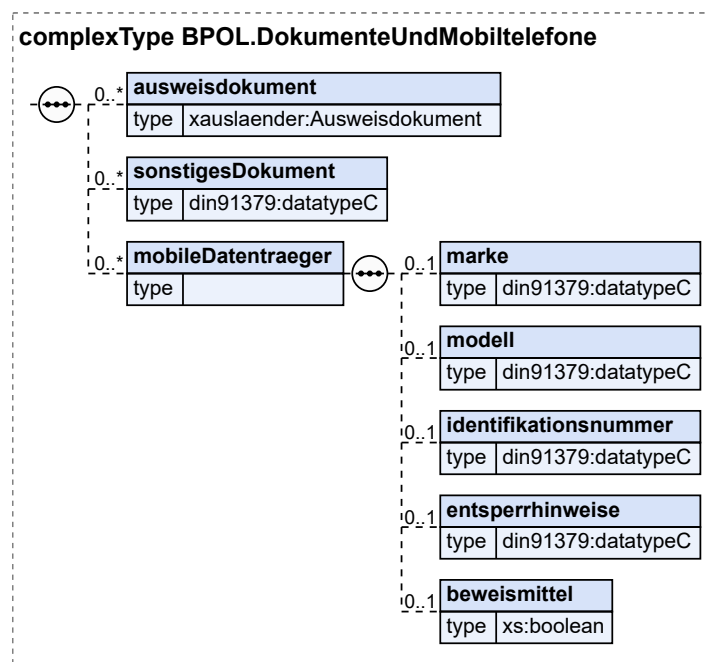 complexType BPOL.DokumenteUndMobiltelefone
0..* ausweisdokument
type xauslaender:Ausweisdokument
0..* sonstigesDokument
type din91379:datatypeC
0..* mobileDatentraeger
type
0..1 marke
type din91379:datatypeC
0..1 modell
type din91379:datatypeC
0..1 identifikationsnummer
type din91379:datatypeC
0..1 entsperrhinweise
type din91379:datatypeC
0..1 beweismittel
type xs:boolean